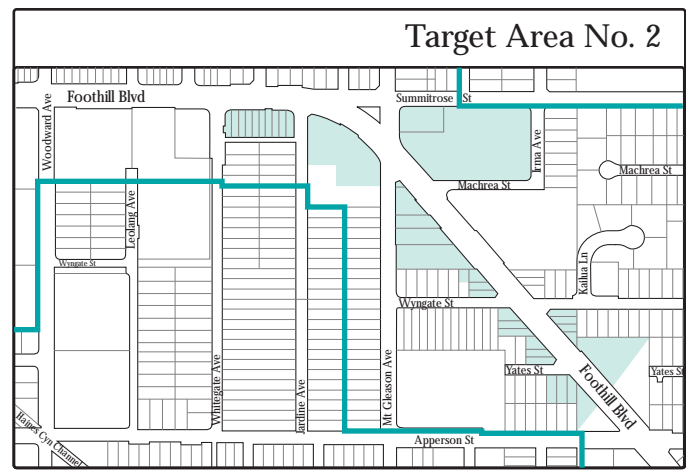 Target Area No. 2
Foothill Blvd
Summitrose St
Woodward Ave
Irma Ave
Machrea St
Machrea St
Leolang Ave
Wyngate St
Kailua Ln
Wyngate St
Whitegate Ave
Jardine Ave
Mt Gleason Ave
Yates St
Yates St
Foothill Blvd
Haines Cyn Channel
Apperson St